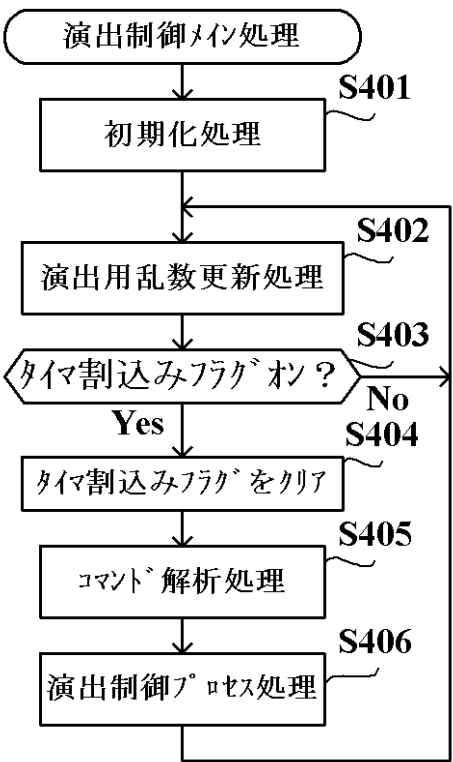 演出制御ﾒｲﾝ処理
S401
初期化処理
S402
演出用乱数更新処理
S403
ﾀｲﾏ割込みﾌﾗｸﾞｵﾝ？
No
Yes
S404
ﾀｲﾏ割込みﾌﾗｸﾞをｸﾘｱ
S405
ｺﾏﾝﾄﾞ解析処理
S406
演出制御ﾌﾟﾛｾｽ処理